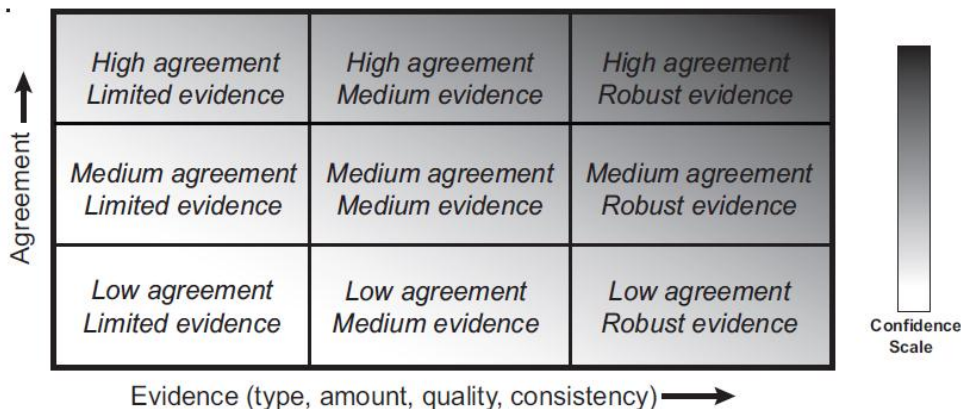 High agreement
Limited evidence
High agreement
Medium evidence
High agreement
Robust evidence
Agreement
Medium agreement
Limited evidence
Medium agreement
Medium evidence
Medium agreement
Robust evidence
Low agreement
Limited evidence
Low agreement
Medium evidence
Low agreement
Robust evidence
Evidence (type, amount, quality, consistency)
Confidence
Scale